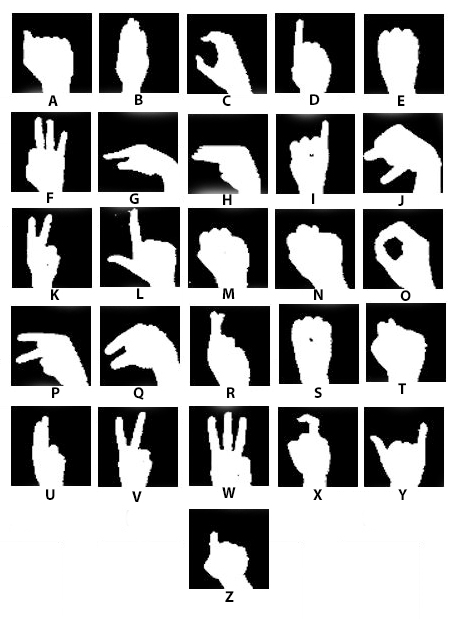 A B C D E
F G H I J
K L M N O
P Q R S T
U V W X Y
Z